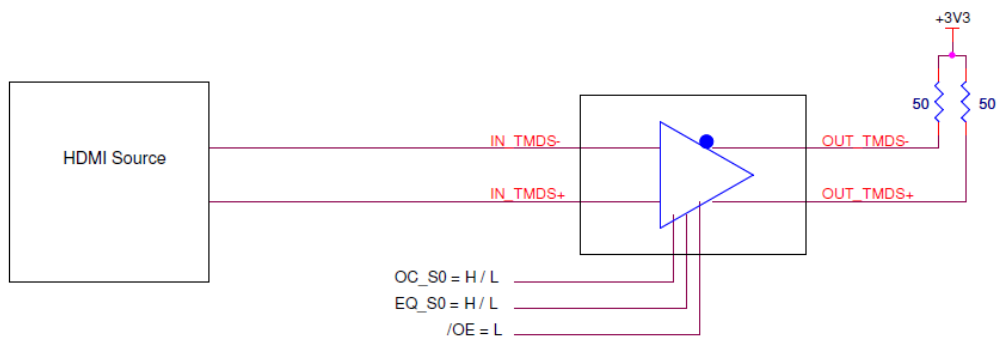 +3V3
50 50
HDMI Source
IN_TMDS-
OUT_TMDS-
IN_TMDS+
OUT_TMDS+
OC_S0 = H / L
EQ_S0 = H / L
/OE = L